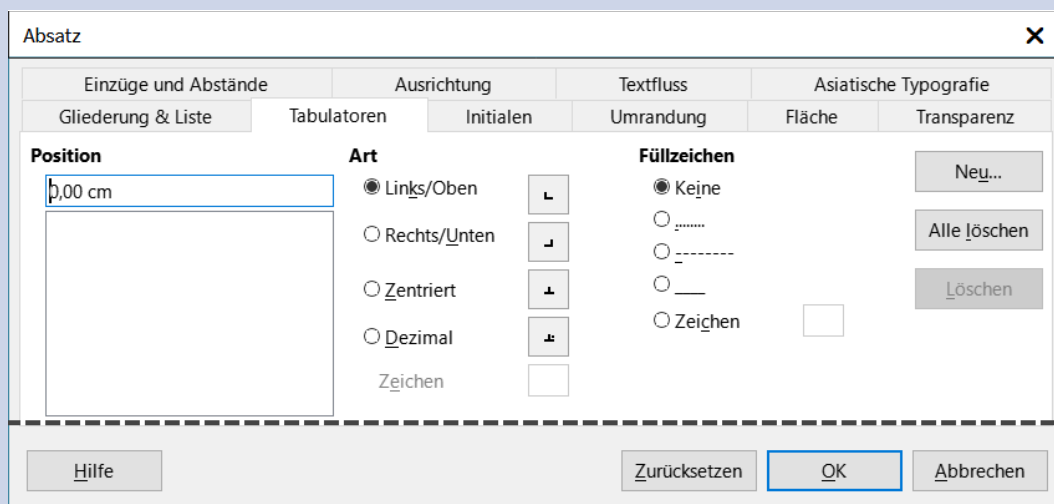 Absatz
Einzüge und Abstände Ausrichtung Textfluss Asiatische Typografie
Gliederung & Liste Tabulatoren Initialen Umrandung Fläche Transparenz
Position Art Füllzeichen
0,00 cm Links/Oben Keine Neu...
Rechts/Unten ........ Alle löschen
--------
Zentriert ____ Löschen
Dezimal Zeichen
Zeichen
Hilfe Zurücksetzen OK Abbrechen